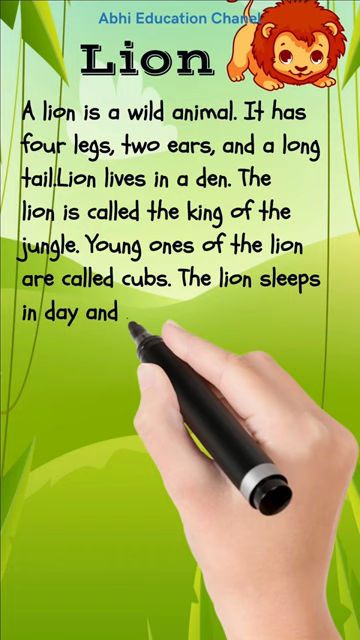 Abhi Education Chanel
Lion
A lion is a wild animal. It has
four legs, two ears, and a long
tail.Lion lives in a den. The
lion is called the king of the
jungle. Young ones of the lion
are called cubs. The lion sleeps
in day and